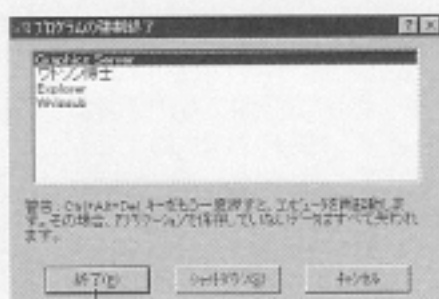 プログラムの強制終了
Graphics Server
ワトソン博士
Explorer
警告: Ctrl+Alt+Del キーをもう一度押すと、コンピュータを再起動しま
す。その場合、アプリケーションで保存していないデータはすべて失われ
ます。
終了(E)
シャットダウン(S)
キャンセル